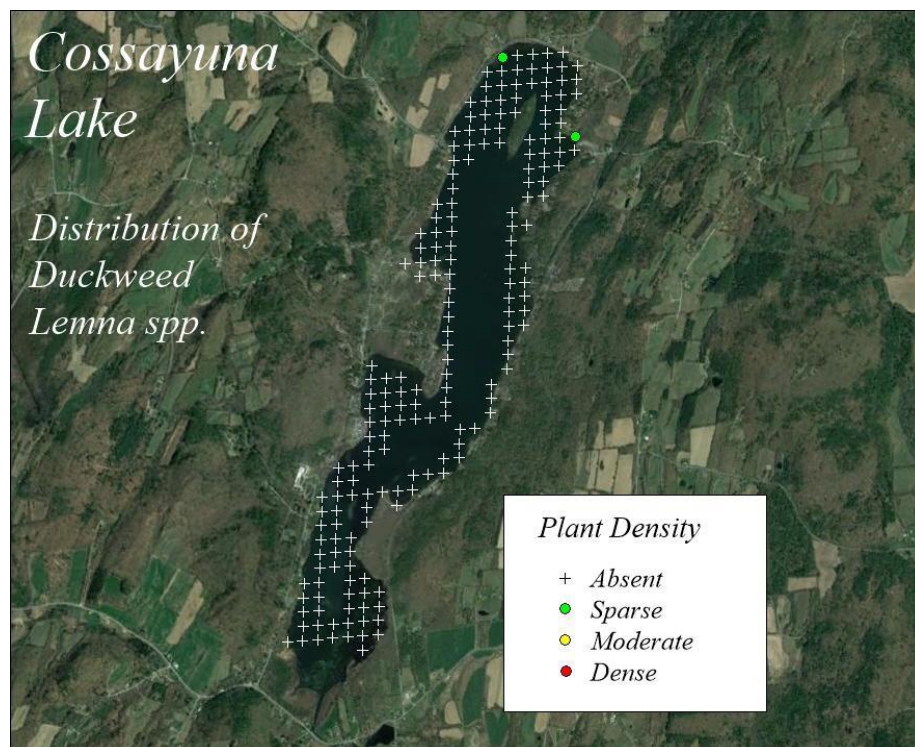 Cossayuna
Lake
Distribution of
Duckweed
Lemna spp.
Plant Density
Absent
Sparse
Moderate
Dense